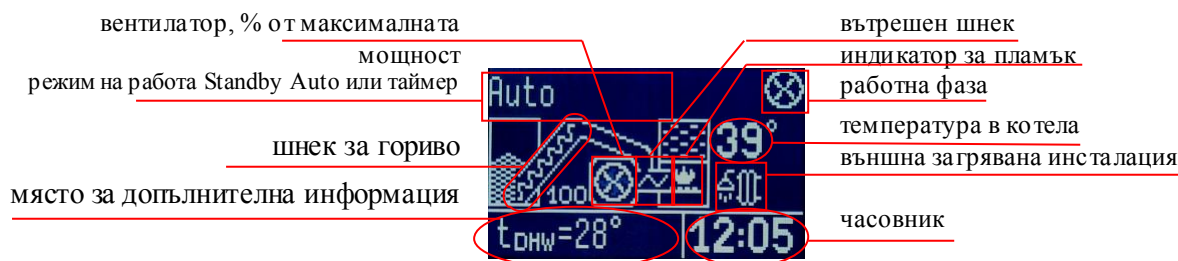 вентилатор, % от максималната
мощност
режим на работа Standby Auto или таймер
шнек за гориво
място за допълнителна информация
Auto
39°
100
tDHW=28°
12:05
вътрешен шнек
индикатор за пламък
работна фаза
температура в котела
външна загрявана инсталация
часовник